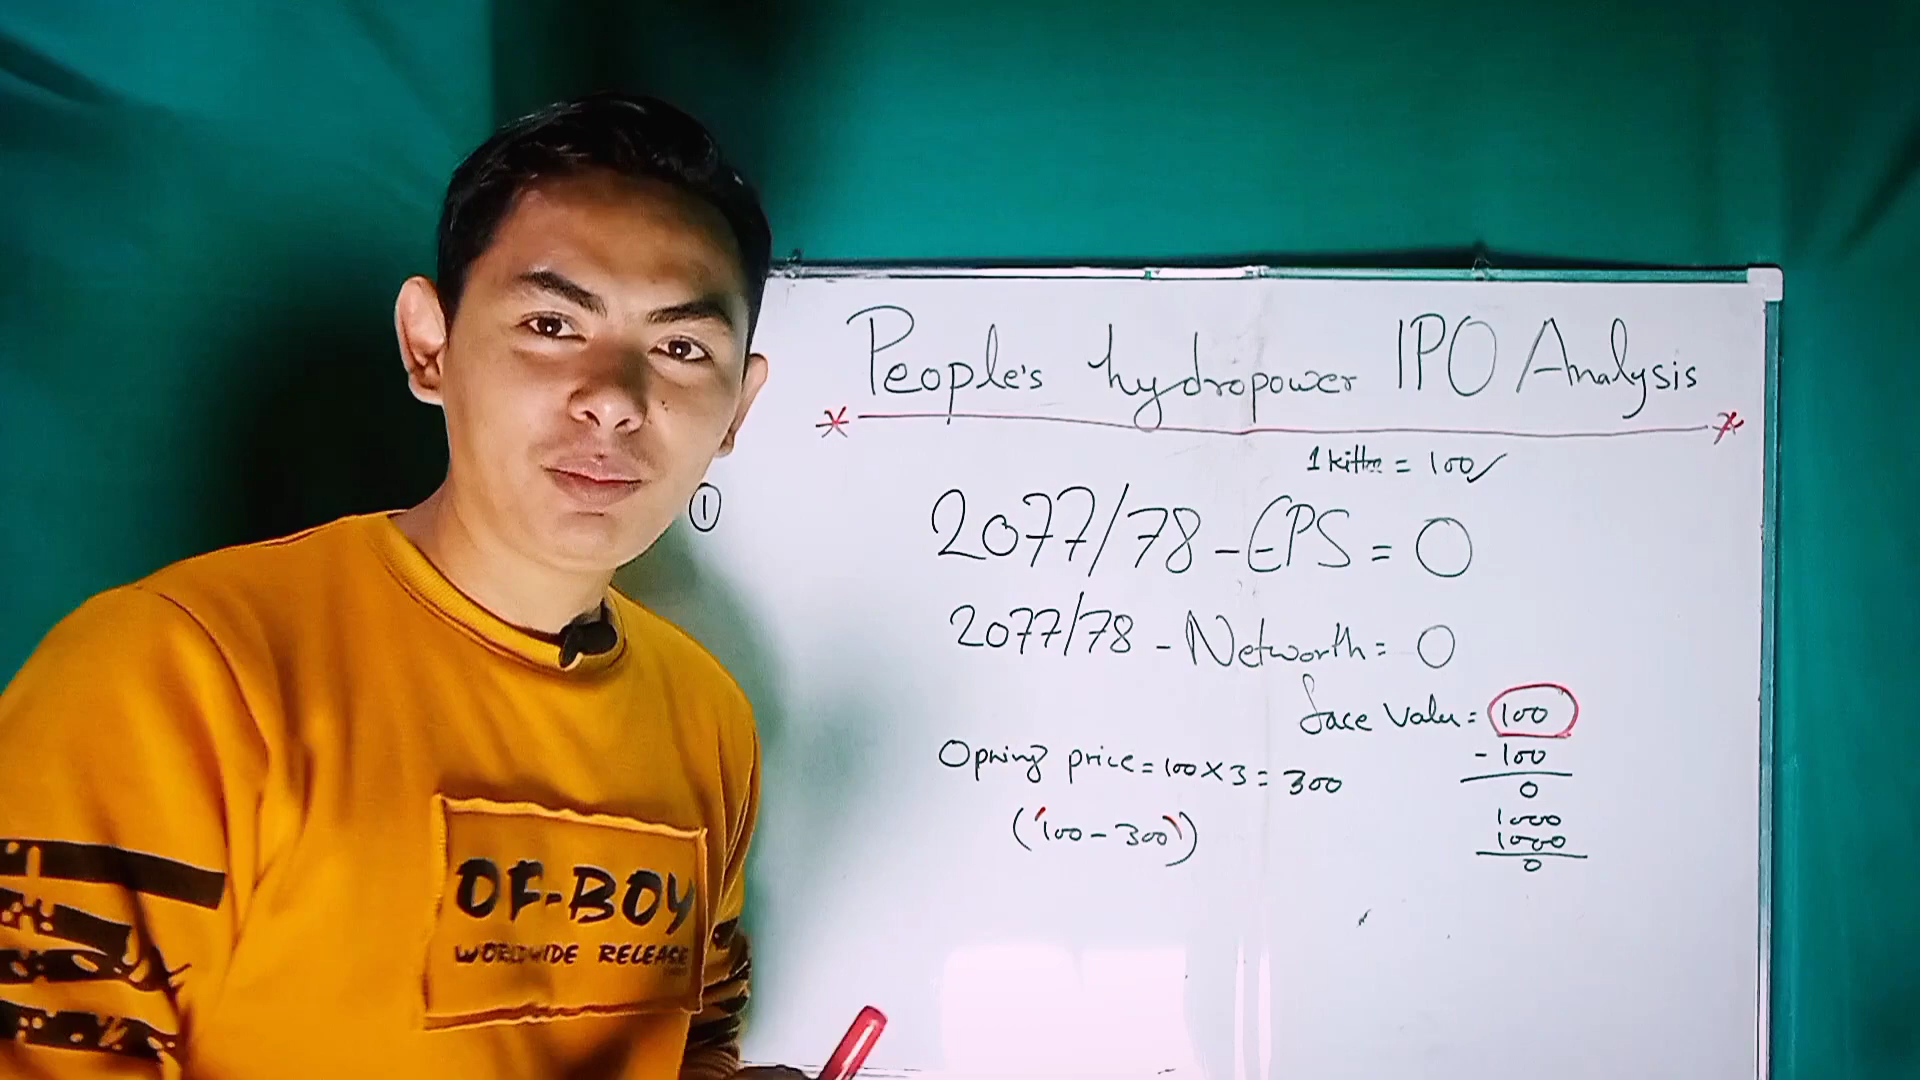 People's hydropower IPO Analysis
1 kitta = 100/
①
2077/78 - EPS = 0
2077/78 - Networth = 0
face Valu = 100
- 100
0
Opning price = 100 X 3 = 300
(100 - 300)
1000
1000
0
OF-BOY
WORLDWIDE RELEASE